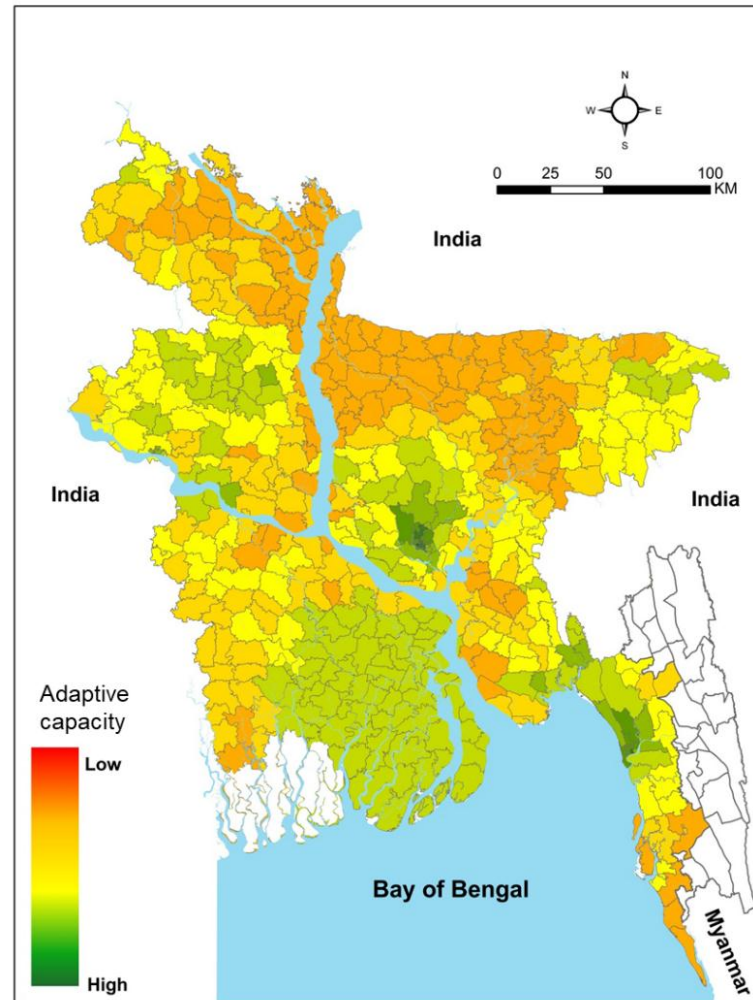 N
W E
S
0 25 50 100
KM
India
India
India
Adaptive
capacity
Low
High
Bay of Bengal
Myanmar